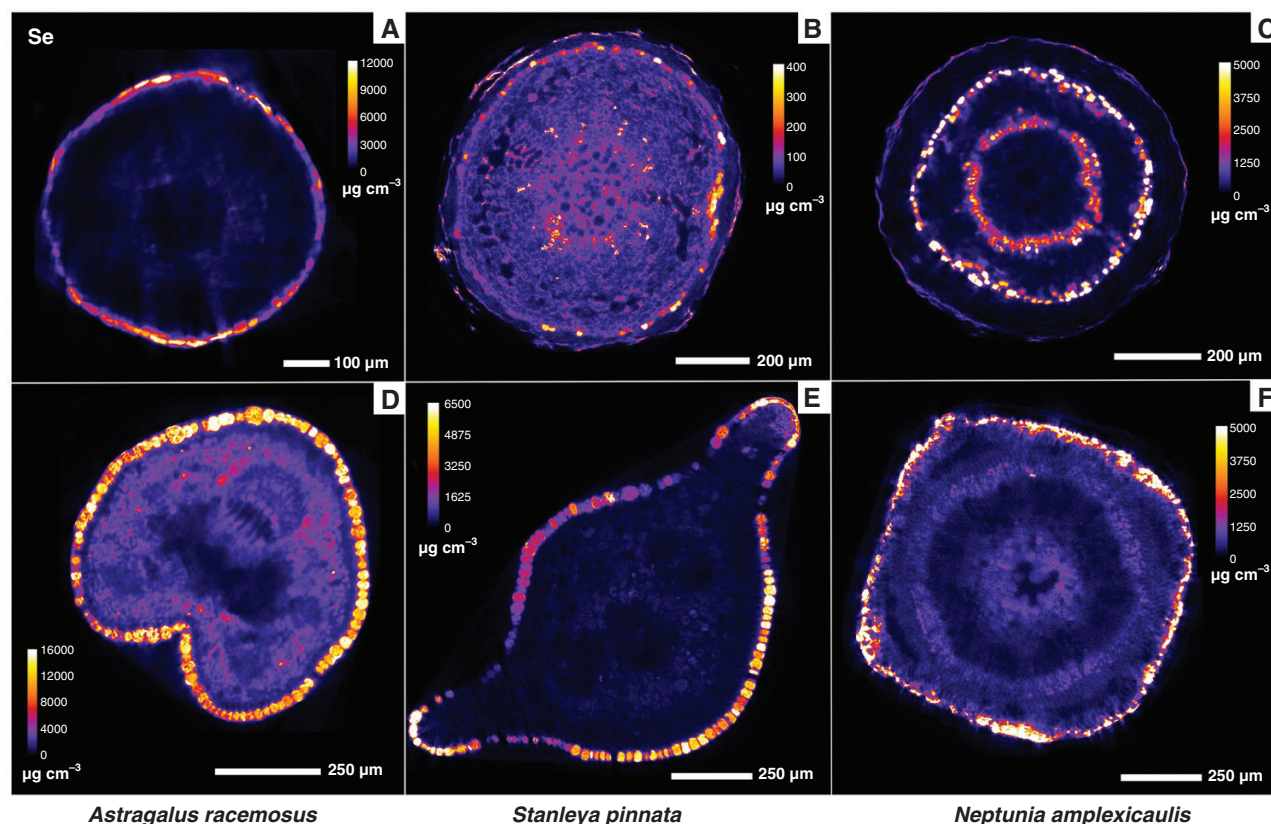 Se
A
12000
9000
6000
3000
0
µg cm⁻³
100 µm
B
400
300
200
100
0
µg cm⁻³
200 µm
C
5000
3750
2500
1250
0
µg cm⁻³
200 µm
D
16000
12000
8000
4000
0
µg cm⁻³
250 µm
E
6500
4875
3250
1625
0
µg cm⁻³
250 µm
F
5000
3750
2500
1250
0
µg cm⁻³
250 µm
Astragalus racemosus
Stanleya pinnata
Neptunia amplexicaulis